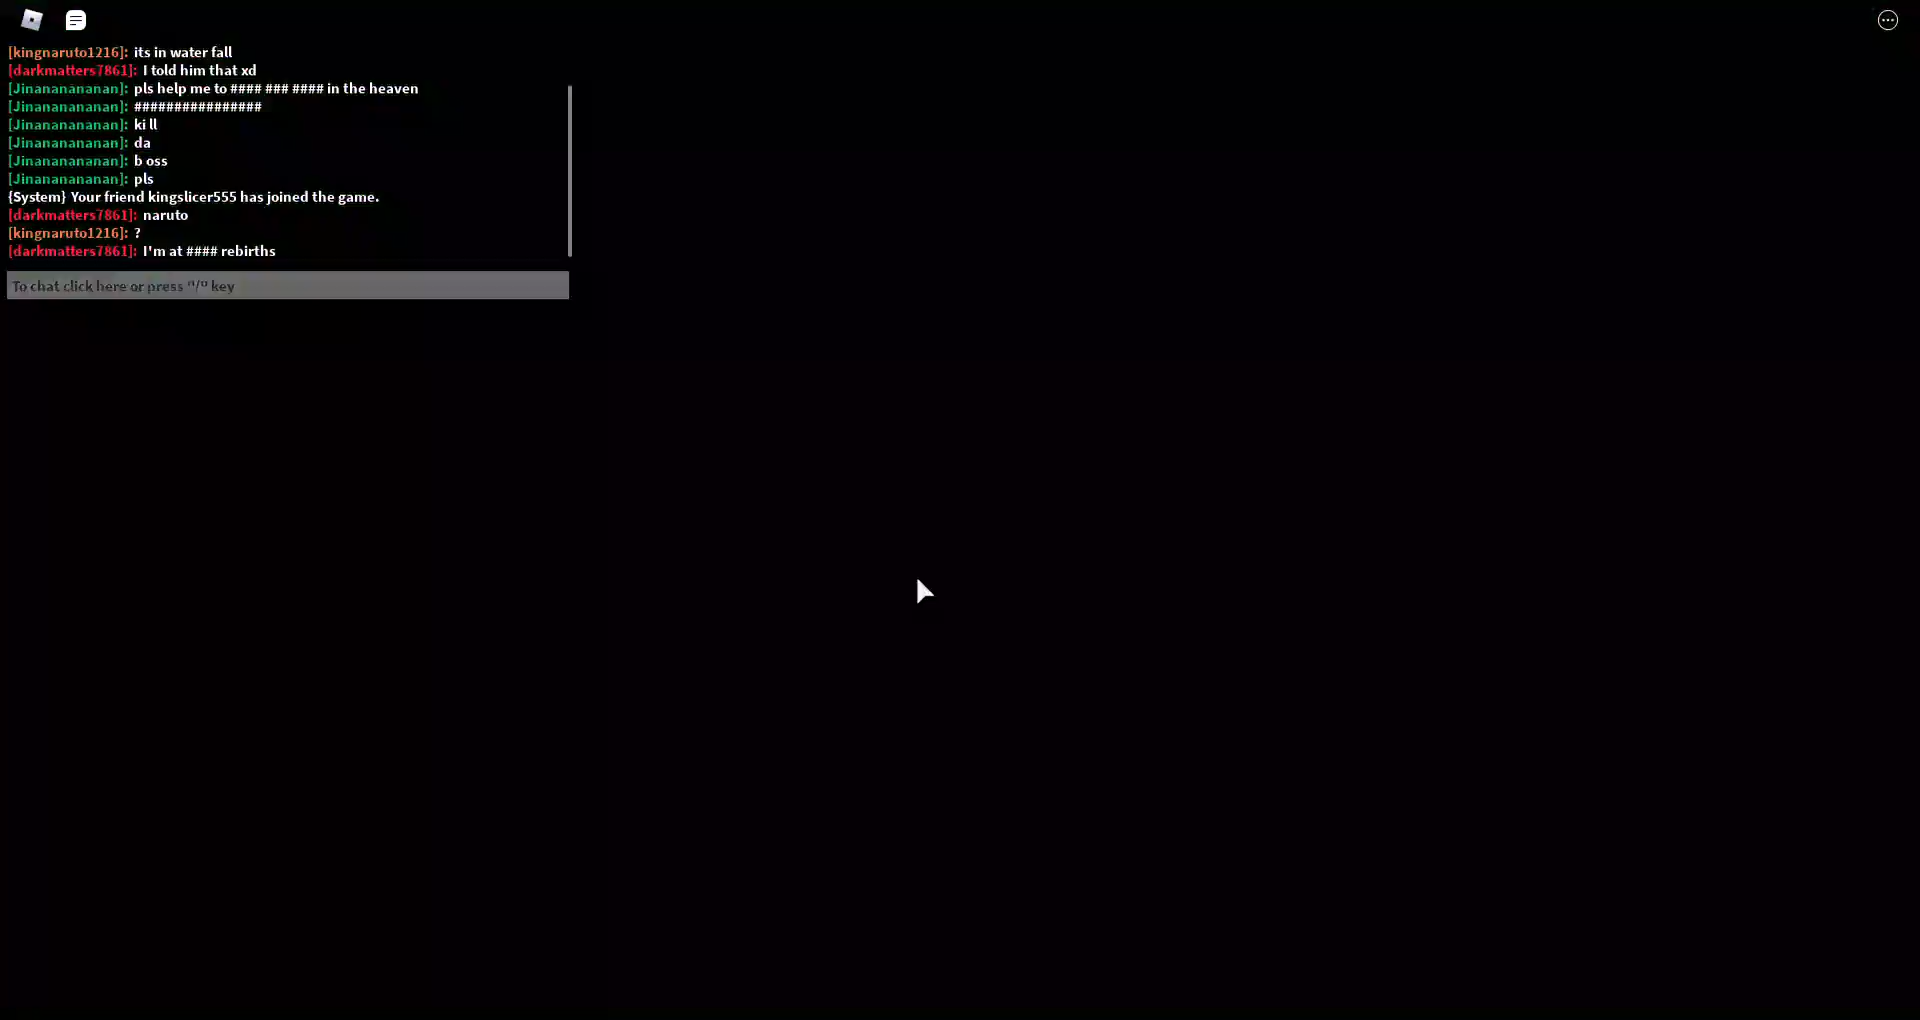 [kingnaruto1216]: its in water fall
[darkmatters7861]: I told him that xd
[Jinananananan]: pls help me to #### ### #### in the heaven
[Jinananananan]: ################
[Jinananananan]: ki ll
[Jinananananan]: da
[Jinananananan]: b oss
[Jinananananan]: pls
{System} Your friend kingslicer555 has joined the game.
[darkmatters7861]: naruto
[kingnaruto1216]: ?
[darkmatters7861]: I'm at #### rebirths
To chat click here or press "/" key